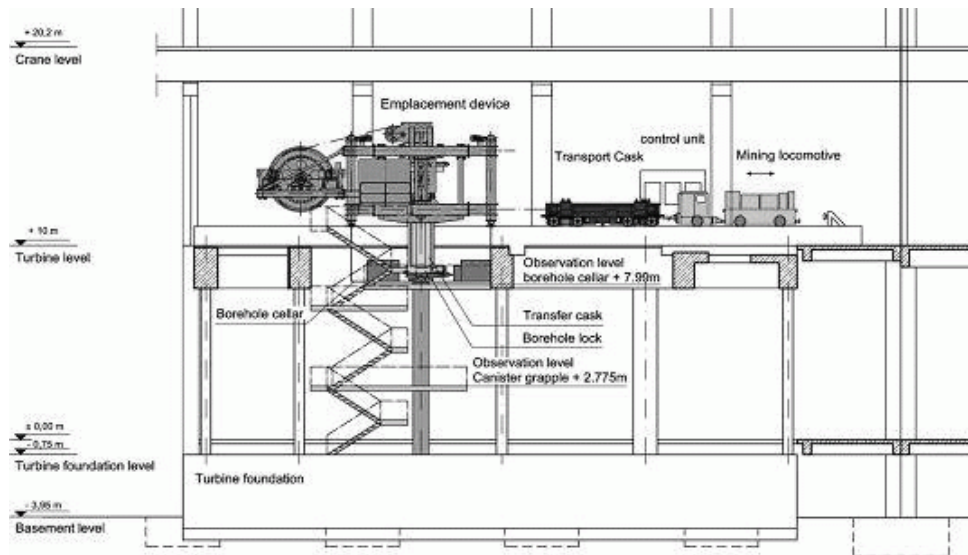 + 20,2 m
Crane level
Emplacement device
control unit
Transport Cask
Mining locomotive
+ 10 m
Turbine level
Observation level
borehole cellar + 7.99m
Borehole cellar
Transfer cask
Borehole lock
Observation level
Canister grapple + 2.775m
± 0,00 m
- 0,75 m
Turbine foundation level
Turbine foundation
- 3,95 m
Basement level